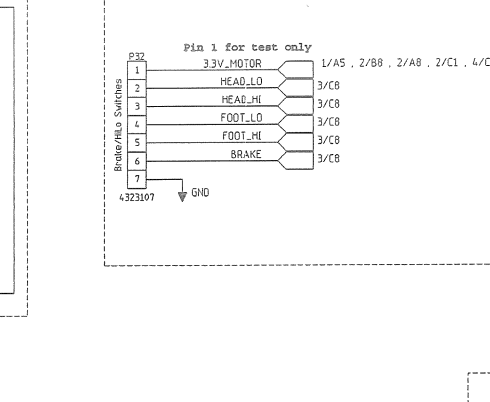 Pin 1 for test only
P32
1 3.3V_MOTOR 1/A5 , 2/B8 , 2/A8 , 2/C1 , 4/C
2 HEAD_LO 3/C8
3 HEAD_HI 3/C8
4 FOOT_LO 3/C8
5 FOOT_HI 3/C8
6 BRAKE 3/C8
7 GND
4323107
Brake/HiLo Switches